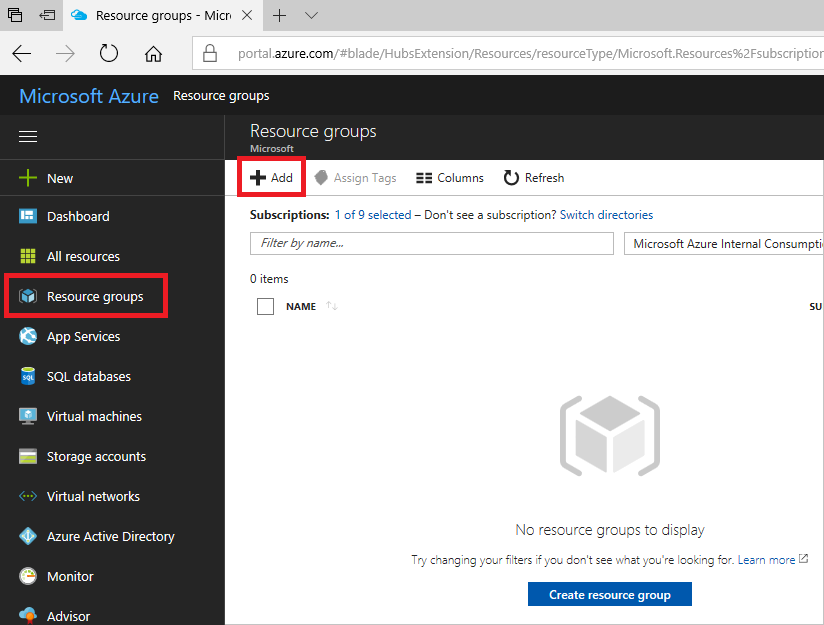 Resource groups - Micr
portal.azure.com/#blade/HubsExtension/Resources/resourceType/Microsoft.Resources%2Fsubscription
Microsoft Azure Resource groups
Resource groups
Microsoft
New
Add Assign Tags Columns Refresh
Dashboard
Subscriptions: 1 of 9 selected – Don't see a subscription? Switch directories
Filter by name... Microsoft Azure Internal Consumpti
All resources
0 items
Resource groups
NAME SU
App Services
SQL databases
SQL
Virtual machines
Storage accounts
Virtual networks
No resource groups to display
Azure Active Directory
Try changing your filters if you don't see what you're looking for. Learn more
Monitor
Create resource group
Advisor